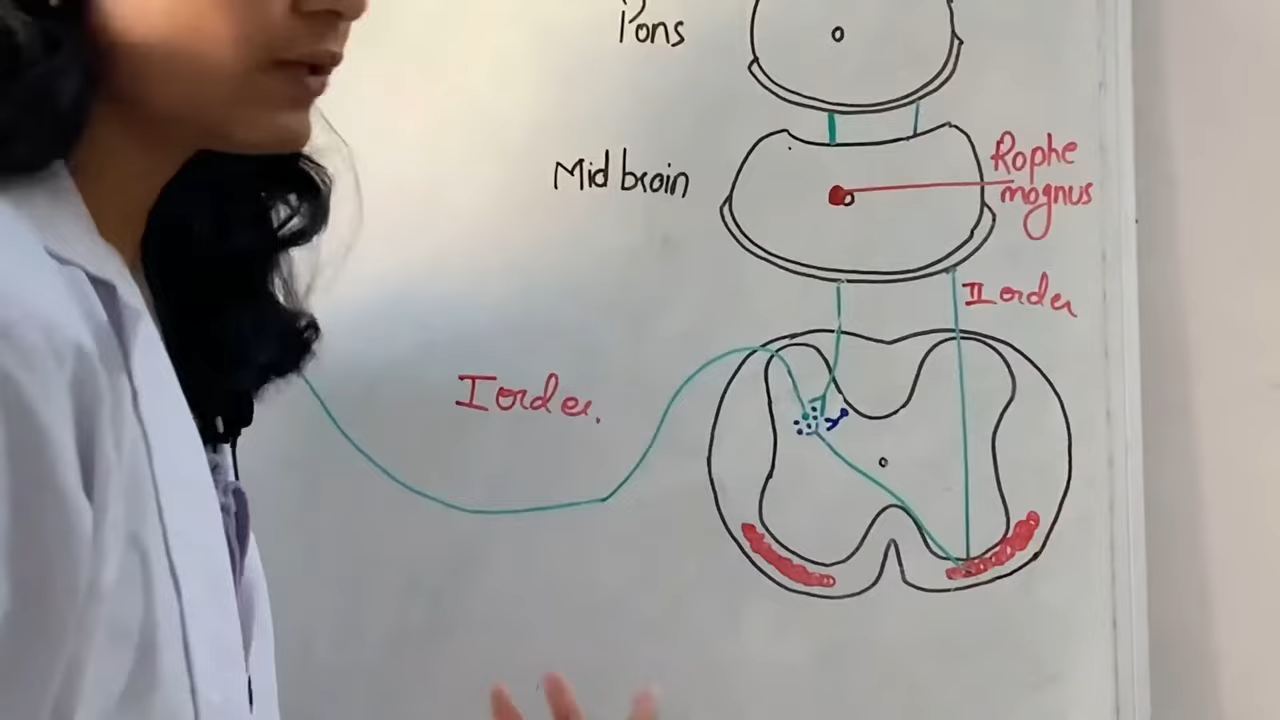 Pons
Mid brain
Raphe
magnus
II order
I order.